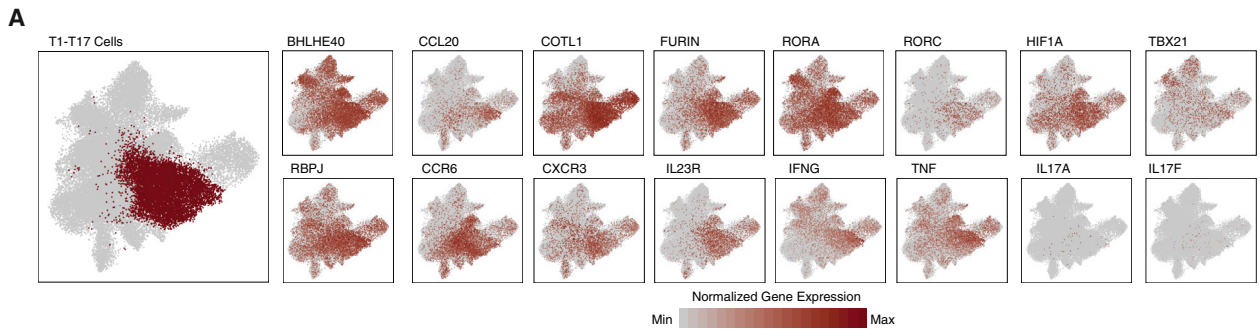 A
T1-T17 Cells
BHLHE40 CCL20 COTL1 FURIN RORA RORC HIF1A TBX21
RBPJ CCR6 CXCR3 IL23R IFNG TNF IL17A IL17F
Normalized Gene Expression
Min Max